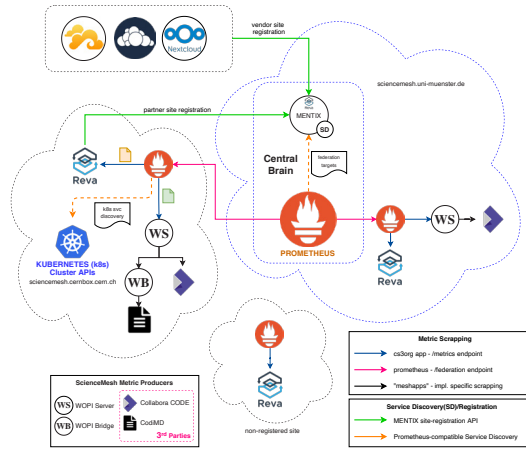 vendor site
registration
Nextcloud
sciencemesh.uni-muenster.de
partner site registration
Reva
MENTIX
SD
Central
Brain
federation
targets
Reva
k8s svc
discovery
WS
PROMETHEUS
WS
Reva
KUBERNETES (k8s)
Cluster APIs
sciencemesh.cernbox.cern.ch
WB
Reva
non-registered site
ScienceMesh Metric Producers
WS
WOPI Server
WB
WOPI Bridge
Collabora CODE
CodiMD
3rd Parties
Metric Scrapping
cs3org app - /metrics endpoint
prometheus - /federation endpoint
"meshapps" - impl. specific scrapping
Service Discovery(SD)/Registration
MENTIX site-registration API
Prometheus-compatible Service Discovery